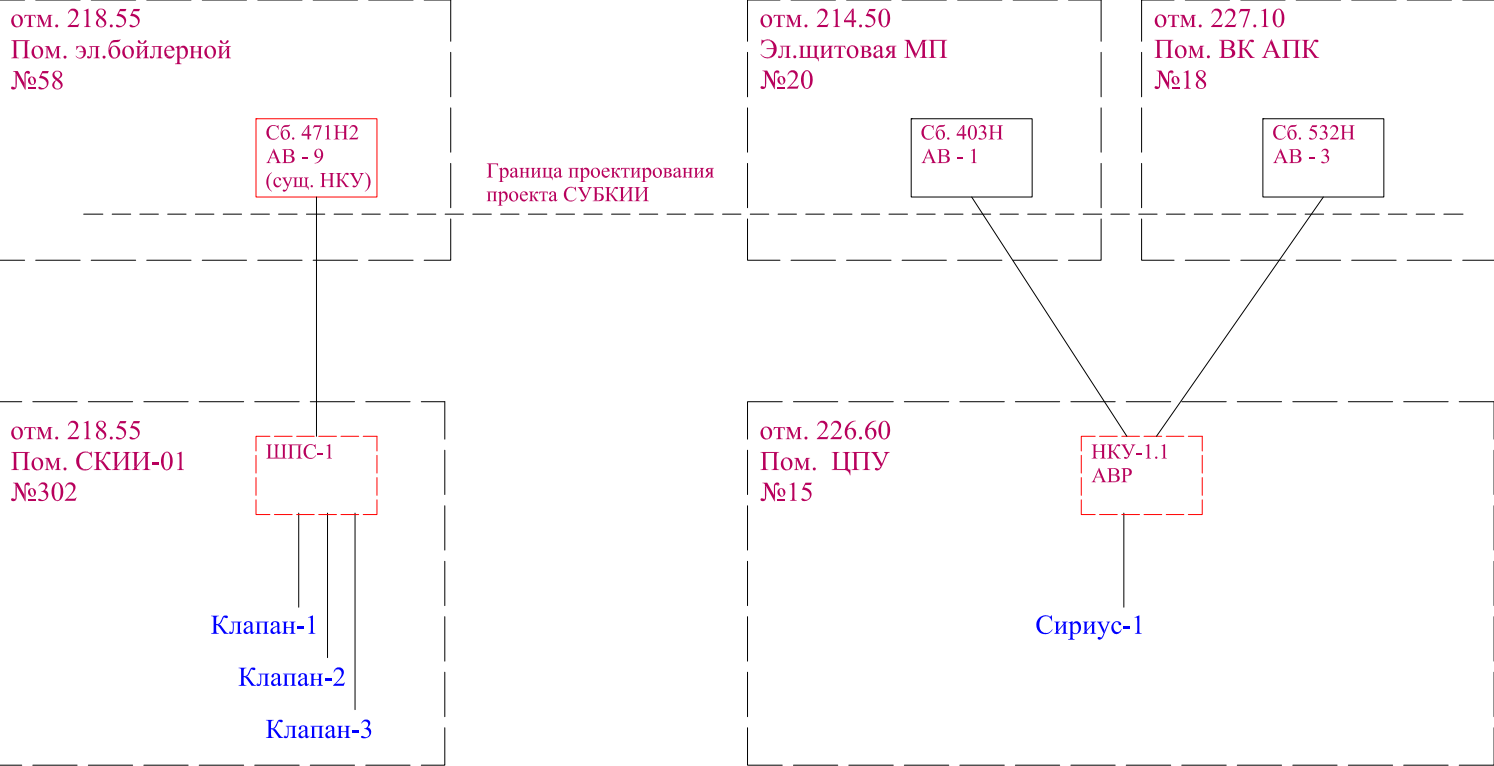 отм. 218.55
Пом. эл.бойлерной
№58
Сб. 471Н2
АВ - 9
(сущ. НКУ)
Граница проектирования
проекта СУБКИИ
отм. 214.50
Эл.щитовая МП
№20
Сб. 403Н
АВ - 1
отм. 227.10
Пом. ВК АПК
№18
Сб. 532Н
АВ - 3
отм. 218.55
Пом. СКИИ-01
№302
ШПС-1
Клапан-1
Клапан-2
Клапан-3
отм. 226.60
Пом. ЦПУ
№15
НКУ-1.1
АВР
Сириус-1